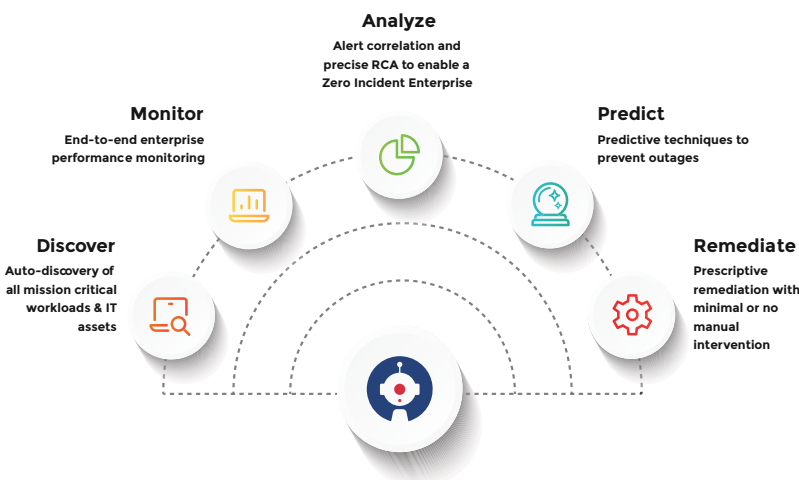 Analyze
Alert correlation and
precise RCA to enable a
Zero Incident Enterprise
Monitor
End-to-end enterprise
performance monitoring
Predict
Predictive techniques to
prevent outages
Discover
Auto-discovery of
all mission critical
workloads & IT
assets
Remediate
Prescriptive
remediation with
minimal or no
manual
intervention